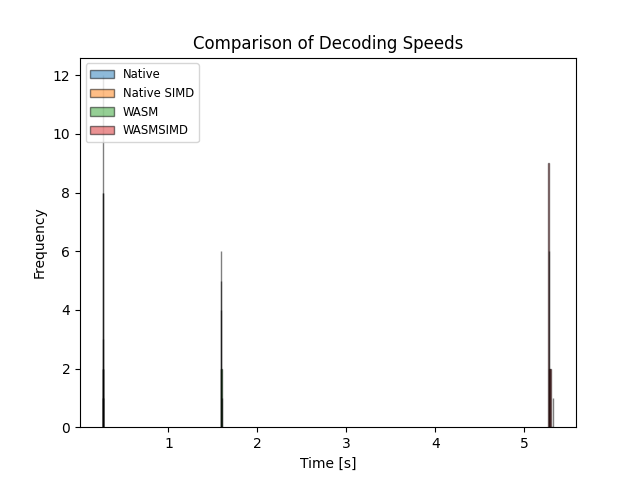 Comparison of Decoding Speeds
Native
Native SIMD
WASM
WASMSIMD
12
10
8
6
4
2
0
Frequency
1 2 3 4 5
Time [s]